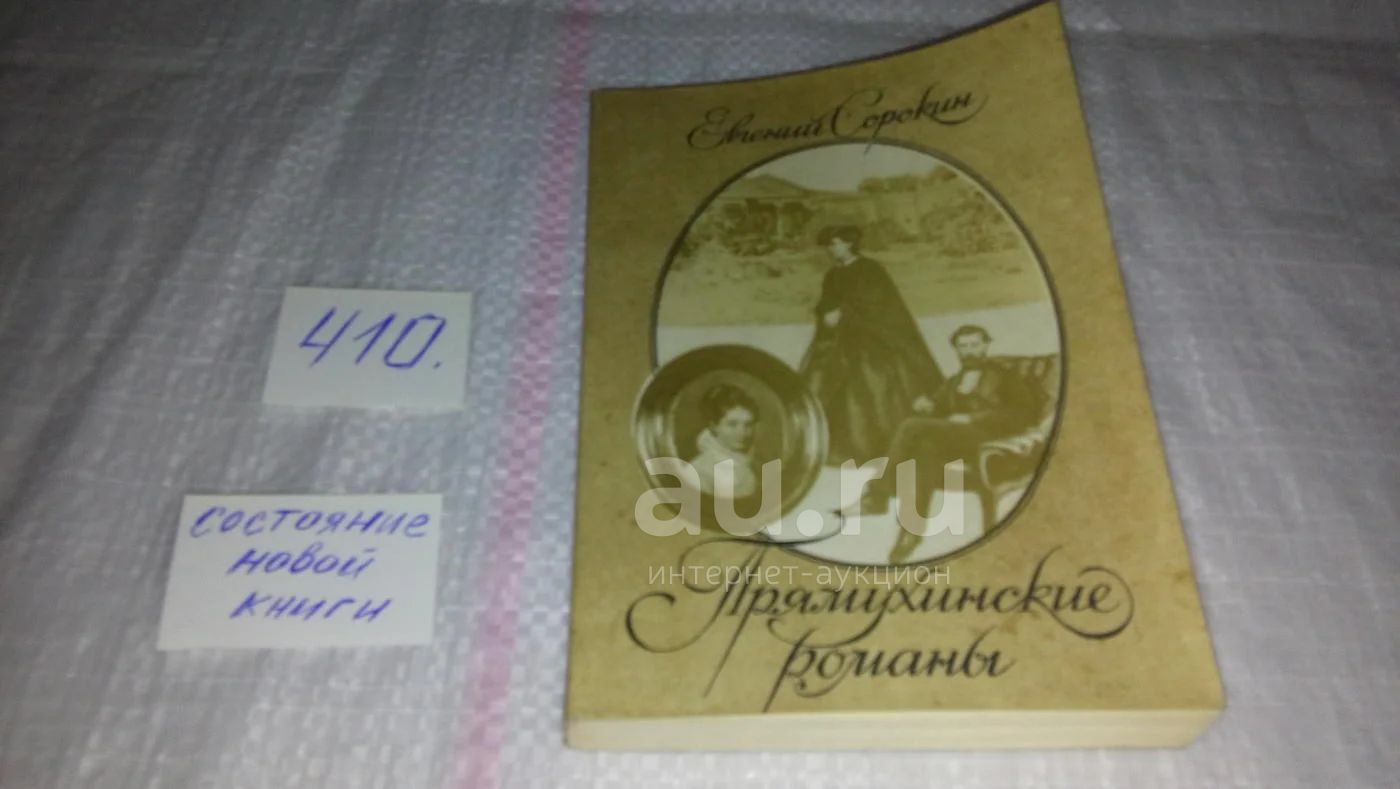 Евгений Сорокин
410.
состояние
новой
книги
au.ru
интернет-аукцион
Прямухинские
романы